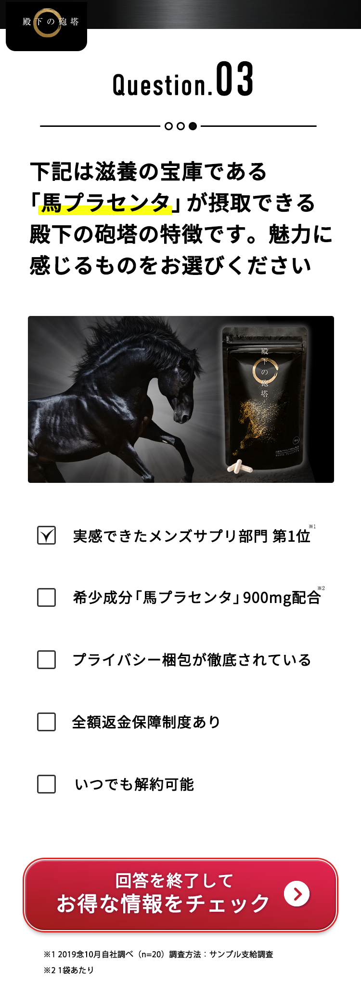 殿下の砲塔
Question.03
下記は滋養の宝庫である
「馬プラセンタ」が摂取できる
殿下の砲塔の特徴です。魅力に
感じるものをお選びください
殿下の砲塔
HORSE PLACENTA
実感できたメンズサプリ部門 第1位※1
希少成分「馬プラセンタ」900mg配合※2
プライバシー梱包が徹底されている
全額返金保障制度あり
いつでも解約可能
回答を終了して
お得な情報をチェック
※1 2019念10月自社調べ（n=20）調査方法：サンプル支給調査
※2 1袋あたり